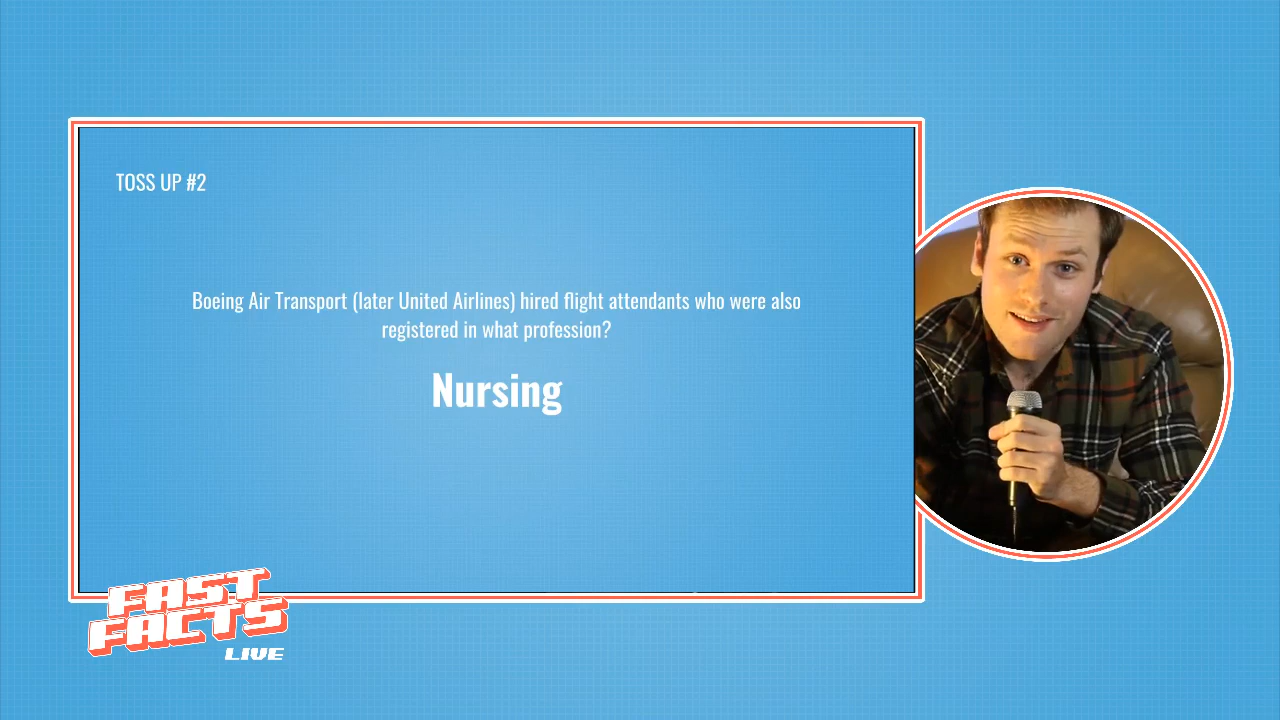 TOSS UP #2
Boeing Air Transport (later United Airlines) hired flight attendants who were also
registered in what profession?
Nursing
FAST
FACTS
LIVE